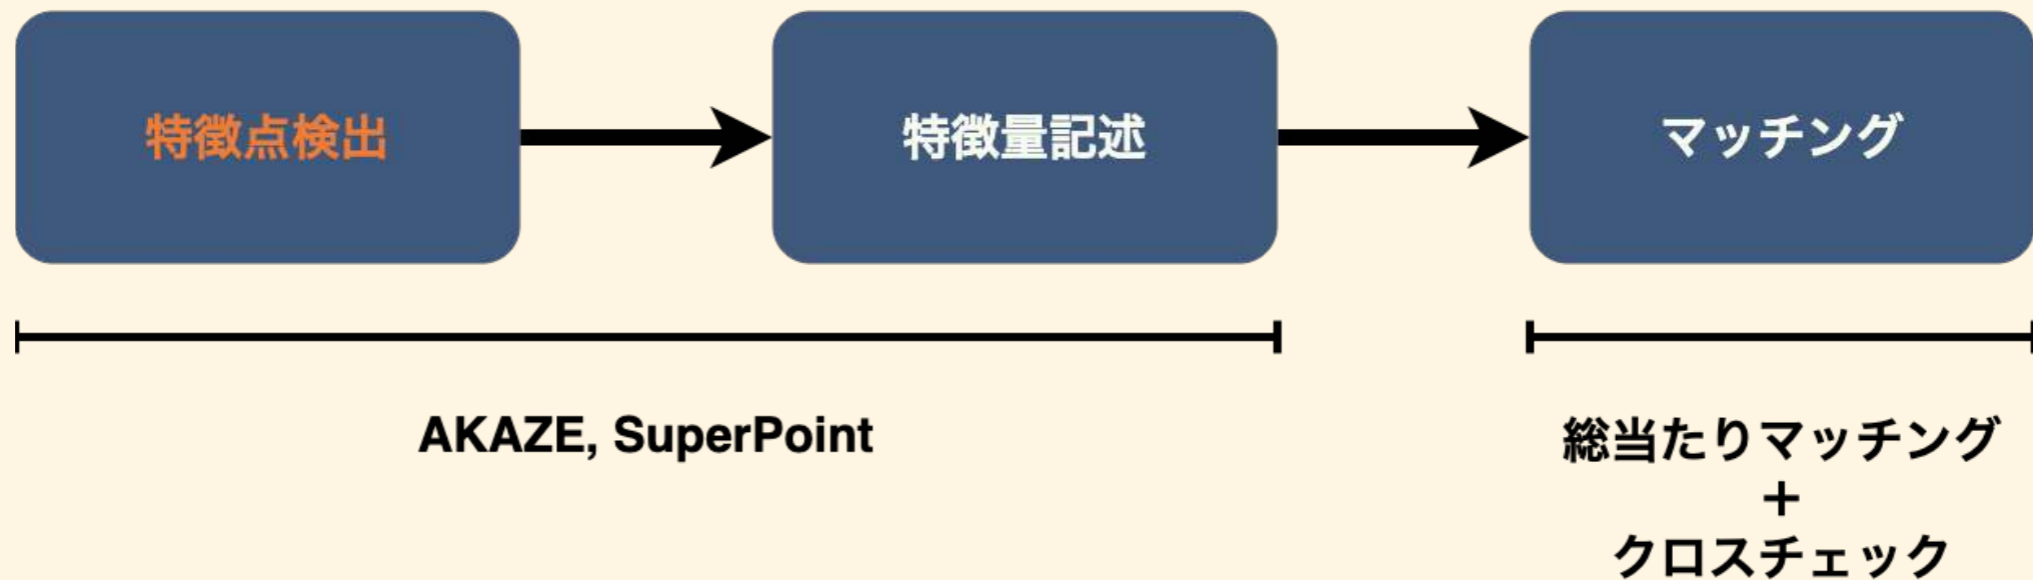 特徴点検出
特徴量記述
マッチング
AKAZE, SuperPoint
総当たりマッチング
+
クロスチェック